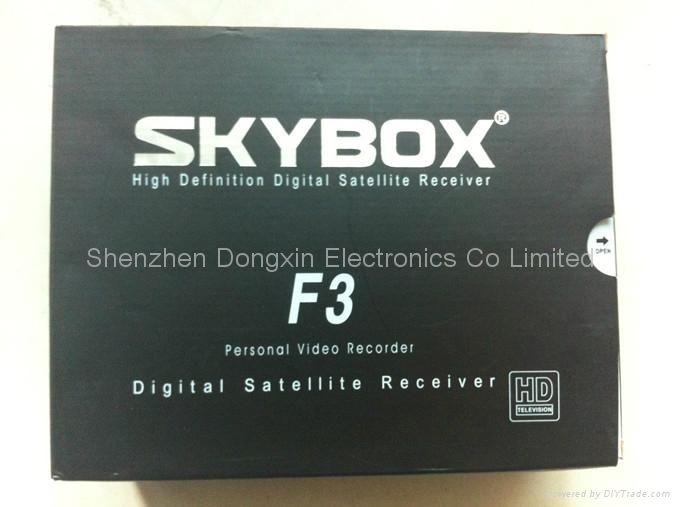 SKYBOX®
High Definition Digital Satellite Receiver
OPEN
Shenzhen Dongxin Electronics Co Limited
F3
Personal Video Recorder
Digital Satellite Receiver
HD
TELEVISION
Powered by DIYTrade.com